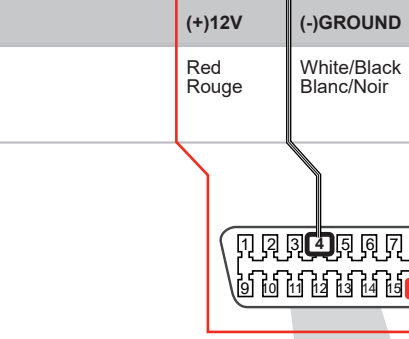 (+)12V (-)GROUND
Red White/Black
Rouge Blanc/Noir
1 2 3 4 5 6 7
9 10 11 12 13 14 15